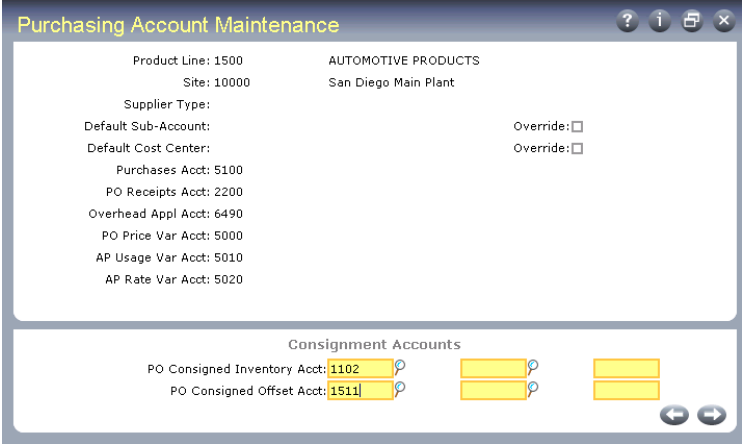 Purchasing Account Maintenance
Product Line: 1500 AUTOMOTIVE PRODUCTS
Site: 10000 San Diego Main Plant
Supplier Type:
Default Sub-Account: Override:
Default Cost Center: Override:
Purchases Acct: 5100
PO Receipts Acct: 2200
Overhead Appl Acct: 6490
PO Price Var Acct: 5000
AP Usage Var Acct: 5010
AP Rate Var Acct: 5020
Consignment Accounts
PO Consigned Inventory Acct: 1102
PO Consigned Offset Acct: 1511